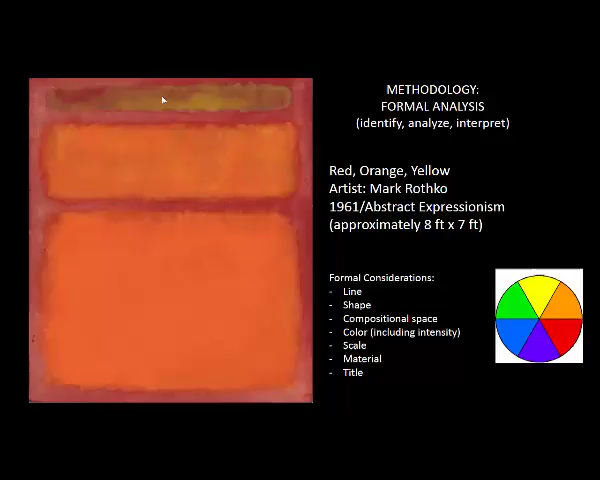 METHODOLOGY:
FORMAL ANALYSIS
(identify, analyze, interpret)
Red, Orange, Yellow
Artist: Mark Rothko
1961/Abstract Expressionism
(approximately 8 ft x 7 ft)
Formal Considerations:
- Line
- Shape
- Compositional space
- Color (including intensity)
- Scale
- Material
- Title